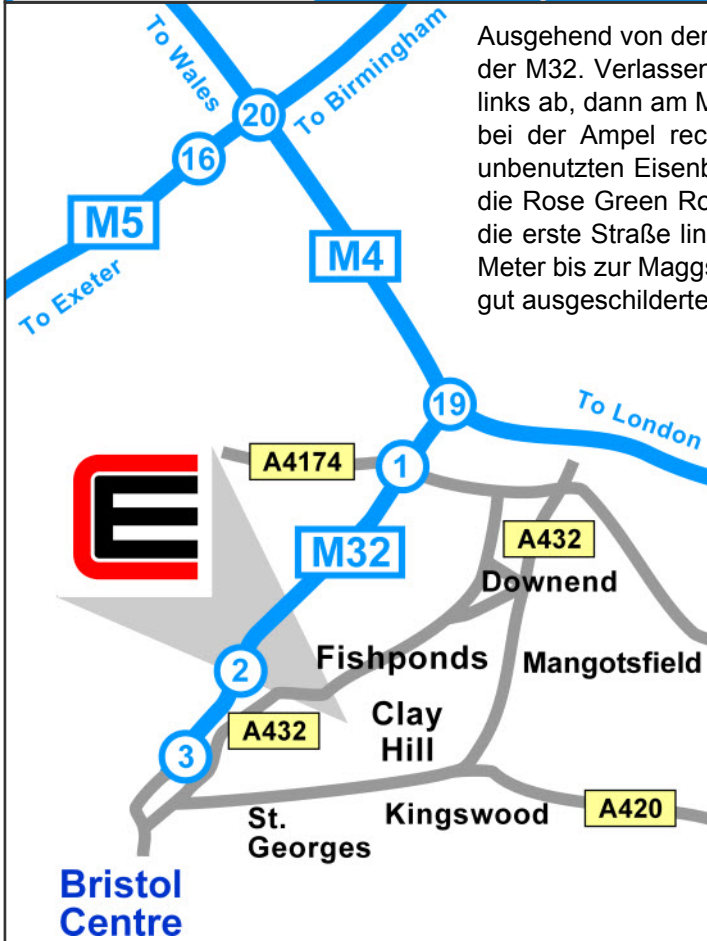 Ausgehend von der
der M32. Verlassen
links ab, dann am M
bei der Ampel rec
unbenutzten Eisenb
die Rose Green Ro
die erste Straße lin
Meter bis zur Maggs
gut ausgeschilderte
To Wales
To Birmingham
20
16
M5
M4
To Exeter
19
To London
A4174
1
E
M32
A432
Downend
2
Fishponds
Mangotsfield
A432
Clay
Hill
3
St.
Georges
Kingswood
A420
Bristol
Centre